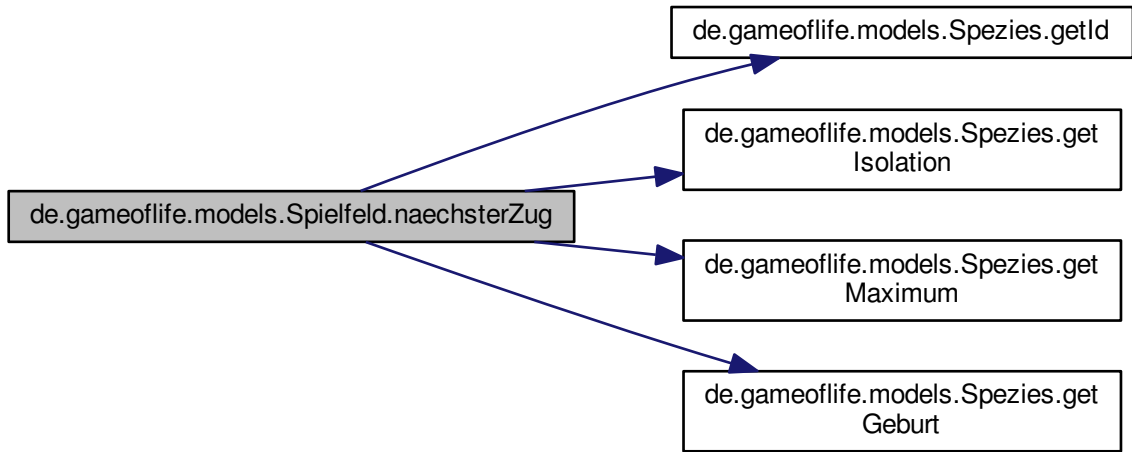 de.gameoflife.models.Spezies.getId
de.gameoflife.models.Spezies.get
Isolation
de.gameoflife.models.Spielfeld.naechsterZug
de.gameoflife.models.Spezies.get
Maximum
de.gameoflife.models.Spezies.get
Geburt